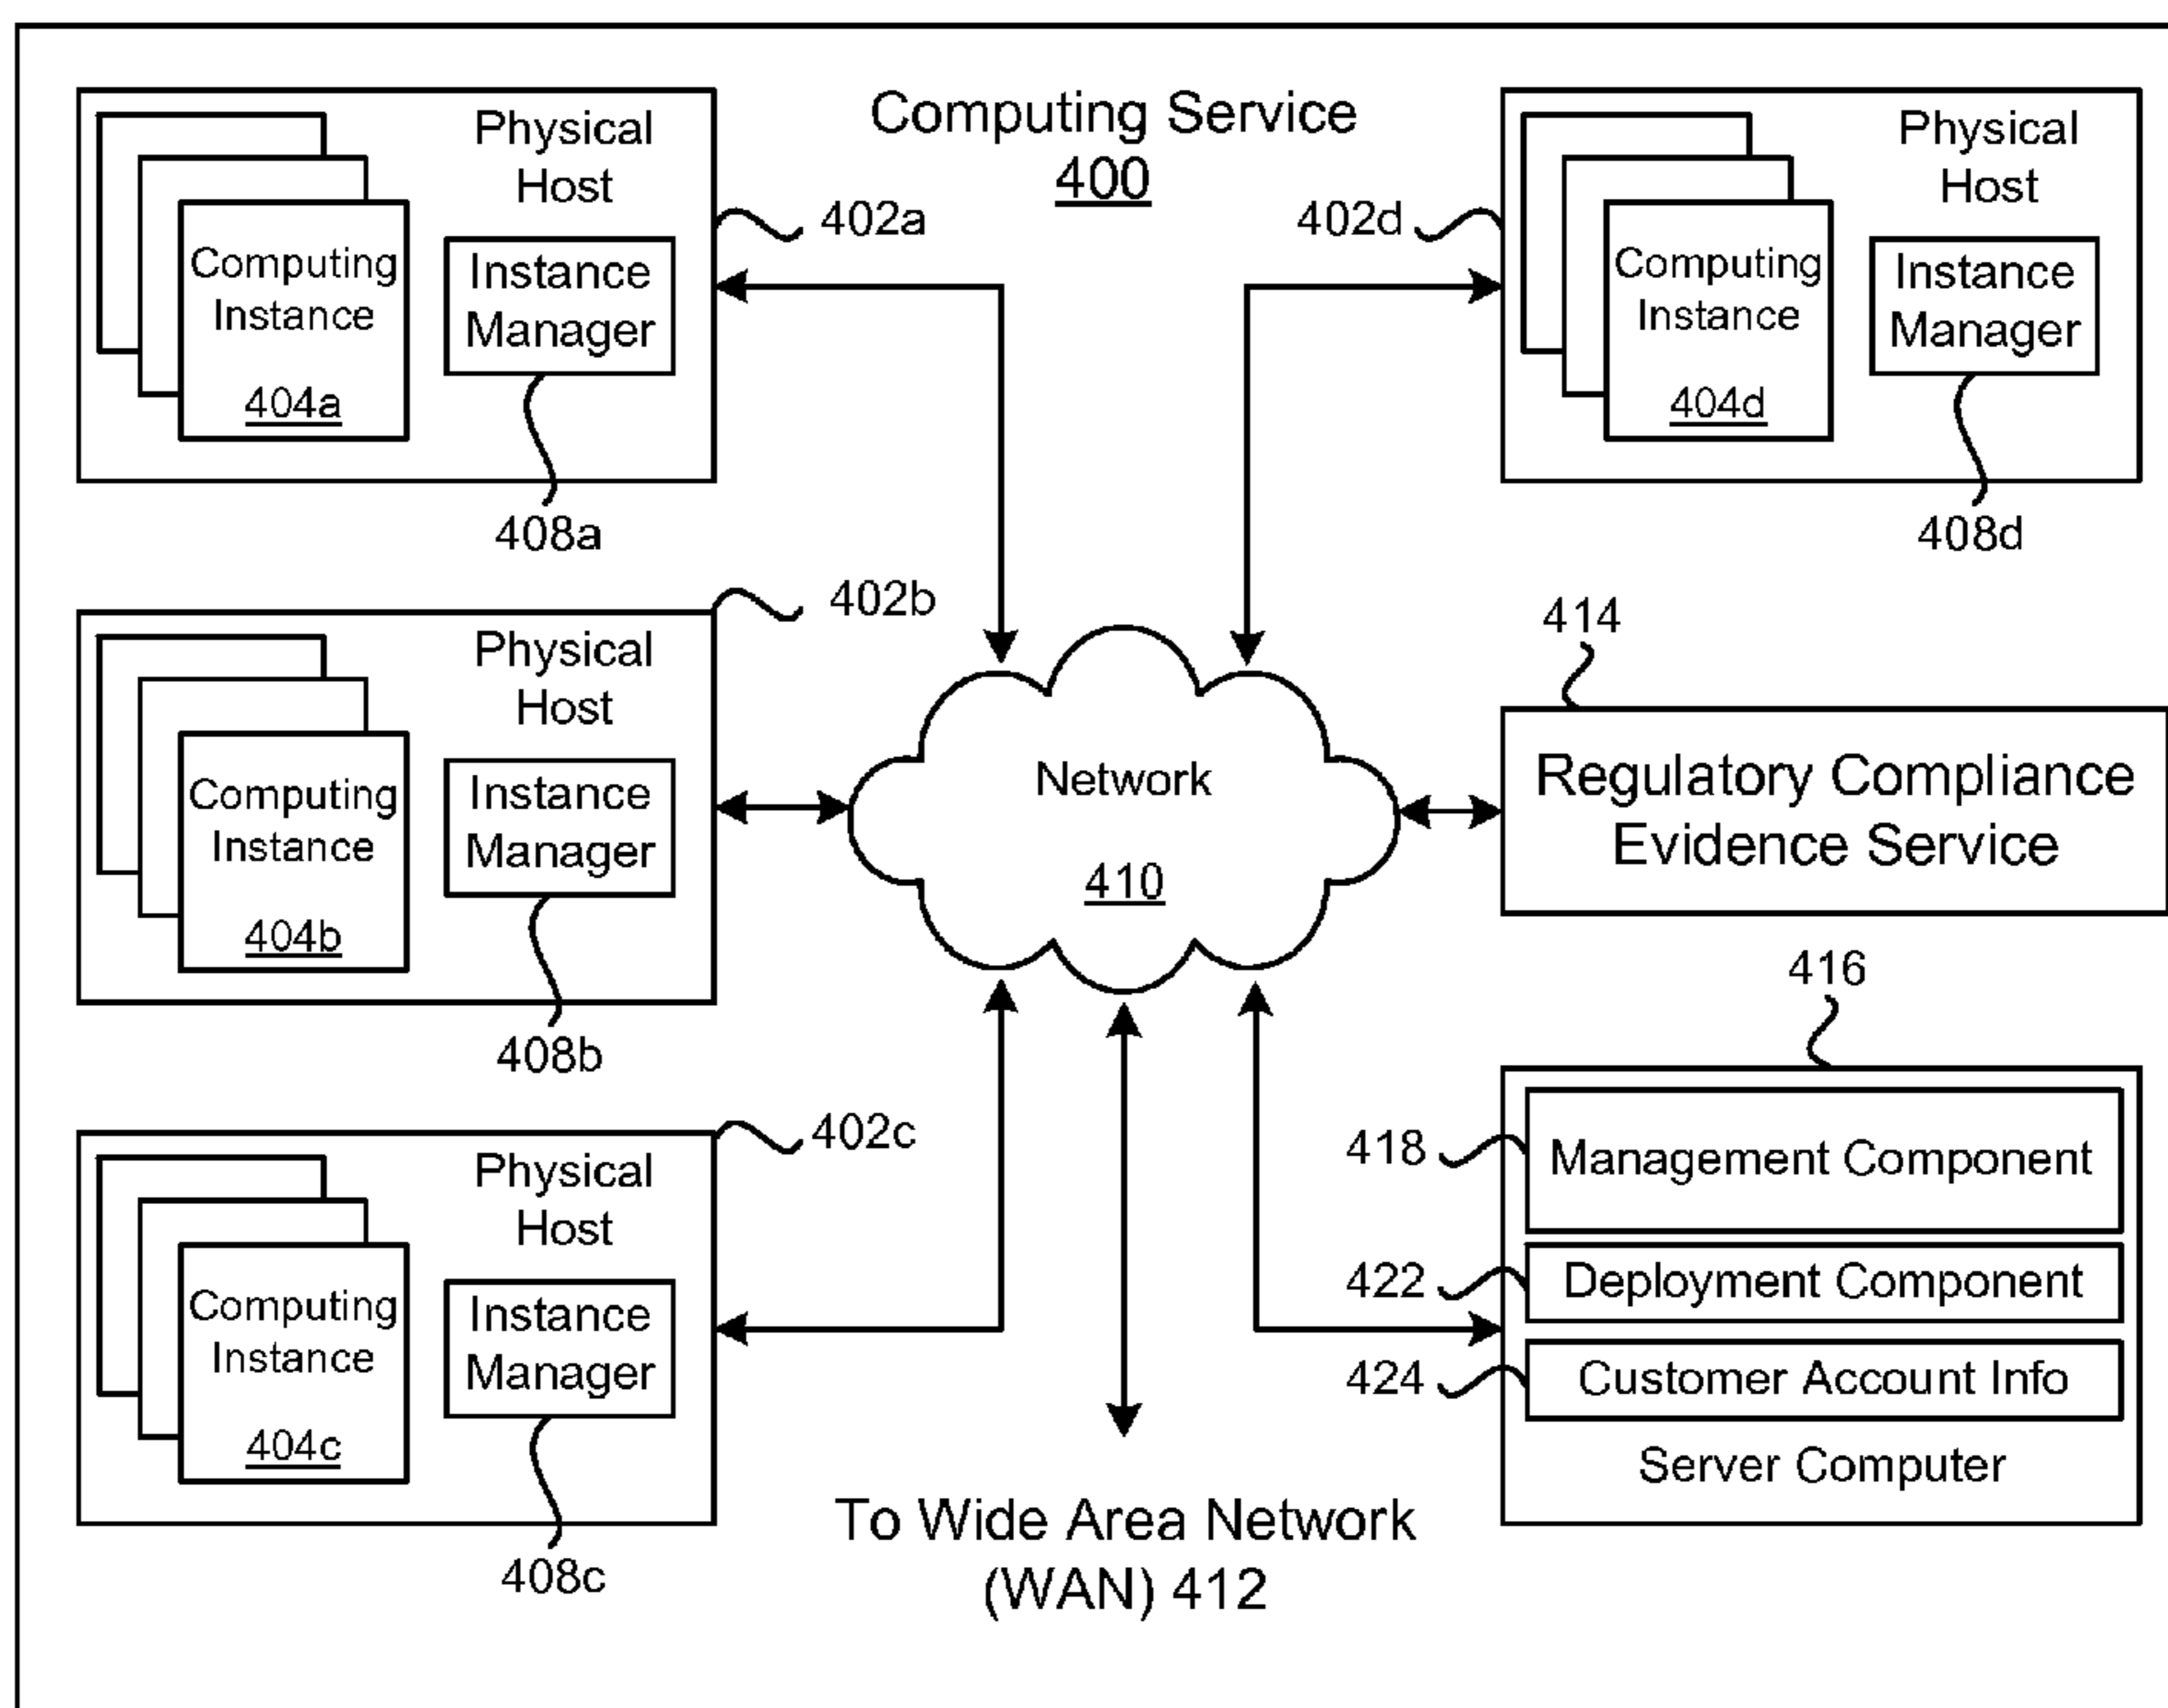 Computing Service
400
Physical
Host
402a
Computing
Instance
404a
Instance
Manager
408a
402d
Physical
Host
Computing
Instance
404d
Instance
Manager
408d
402b
Physical
Host
Computing
Instance
404b
Instance
Manager
408b
Network
410
414
Regulatory Compliance
Evidence Service
402c
Physical
Host
Computing
Instance
404c
Instance
Manager
408c
416
418
Management Component
422
Deployment Component
424
Customer Account Info
Server Computer
To Wide Area Network
(WAN) 412